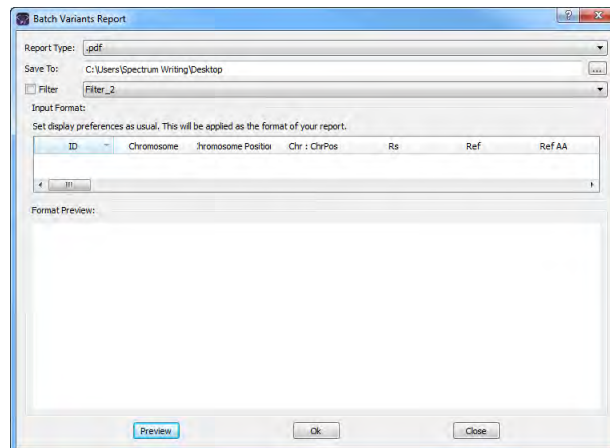 Batch Variants Report
Report Type: .pdf
Save To: C:\Users\Spectrum Writing\Desktop ...
Filter Filter_2
Input Format:
Set display preferences as usual. This will be applied as the format of your report.
ID Chromosome Chromosome Position Chr : ChrPos Rs Ref Ref AA
Format Preview:
Preview Ok Close